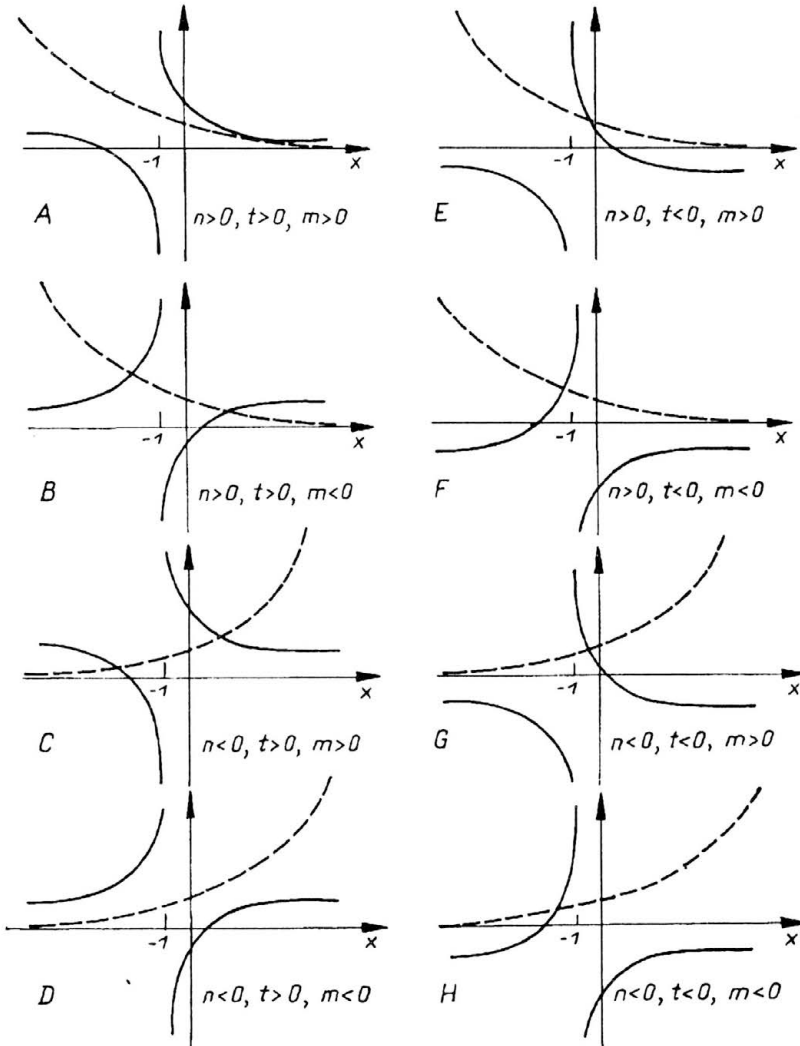 -1
x
A
n>0, t>0, m>0
-1
x
E
n>0, t<0, m>0
-1
x
B
n>0, t>0, m<0
-1
x
F
n>0, t<0, m<0
-1
x
C
n<0, t>0, m>0
-1
x
G
n<0, t<0, m>0
-1
x
D
n<0, t>0, m<0
-1
x
H
n<0, t<0, m<0